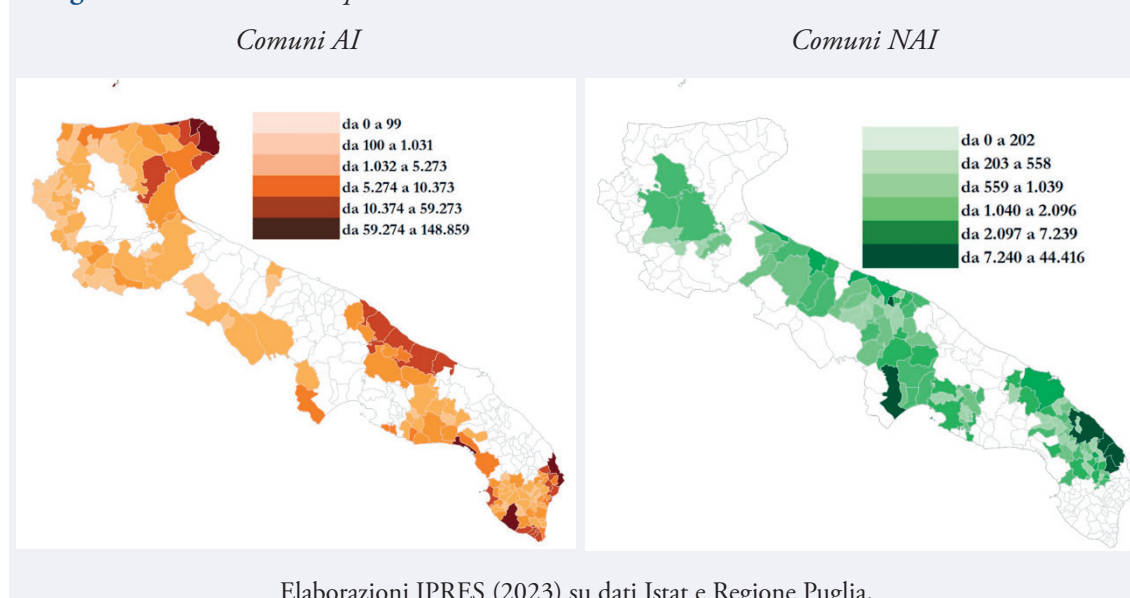 Comuni AI
Comuni NAI
da 0 a 99
da 100 a 1.031
da 1.032 a 5.273
da 5.274 a 10.373
da 10.374 a 59.273
da 59.274 a 148.859
da 0 a 202
da 203 a 558
da 559 a 1.039
da 1.040 a 2.096
da 2.097 a 7.239
da 7.240 a 44.416
Elaborazioni IPRES (2023) su dati Istat e Regione Puglia.